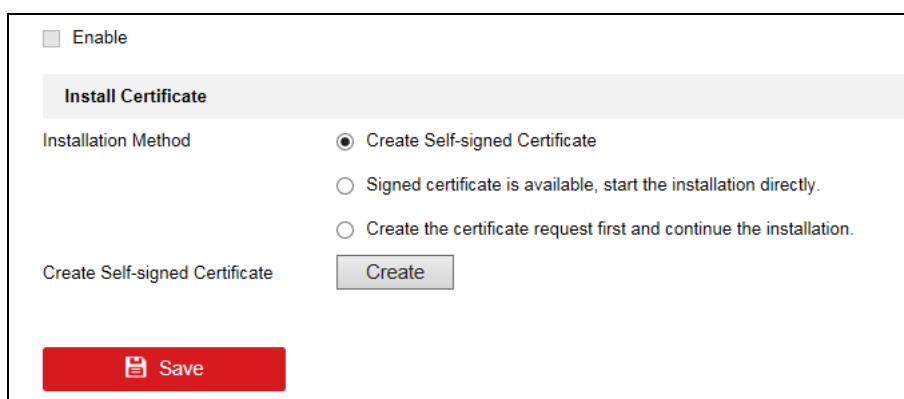 Enable
Install Certificate
Installation Method
Create Self-signed Certificate
Signed certificate is available, start the installation directly.
Create the certificate request first and continue the installation.
Create Self-signed Certificate
Create
Save